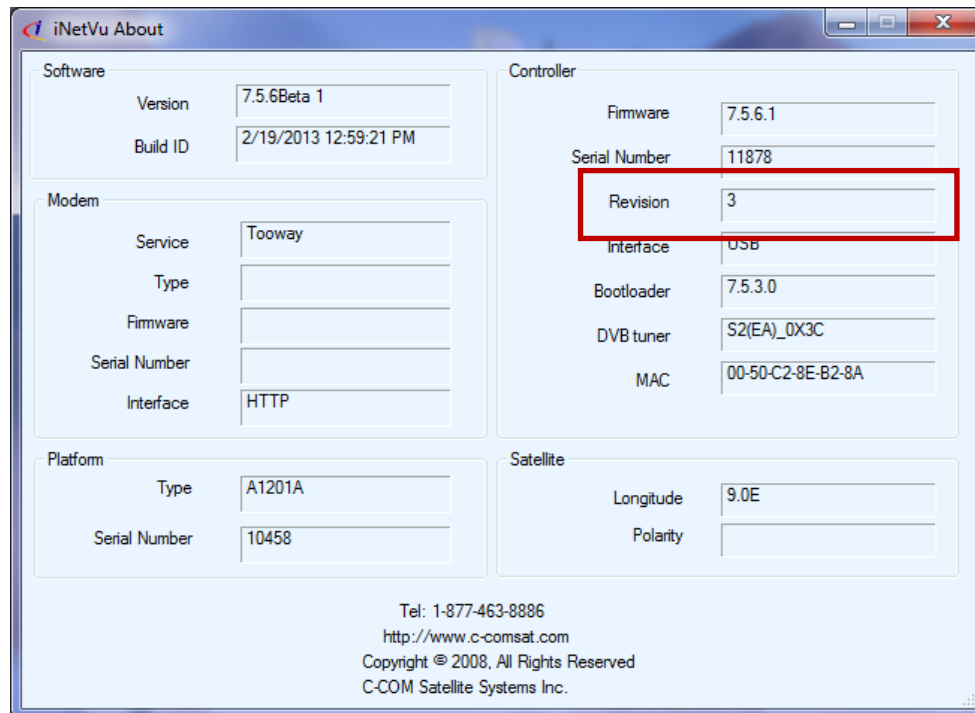 iNetVu About
Software
Version 7.5.6Beta 1
Build ID 2/19/2013 12:59:21 PM
Modem
Service Tooway
Type
Firmware
Serial Number
Interface HTTP
Platform
Type A1201A
Serial Number 10458
Controller
Firmware 7.5.6.1
Serial Number 11878
Revision 3
Interface USB
Bootloader 7.5.3.0
DVB tuner S2(EA)_0X3C
MAC 00-50-C2-8E-B2-8A
Satellite
Longitude 9.0E
Polarity
Tel: 1-877-463-8886
http://www.c-comsat.com
Copyright © 2008, All Rights Reserved
C-COM Satellite Systems Inc.